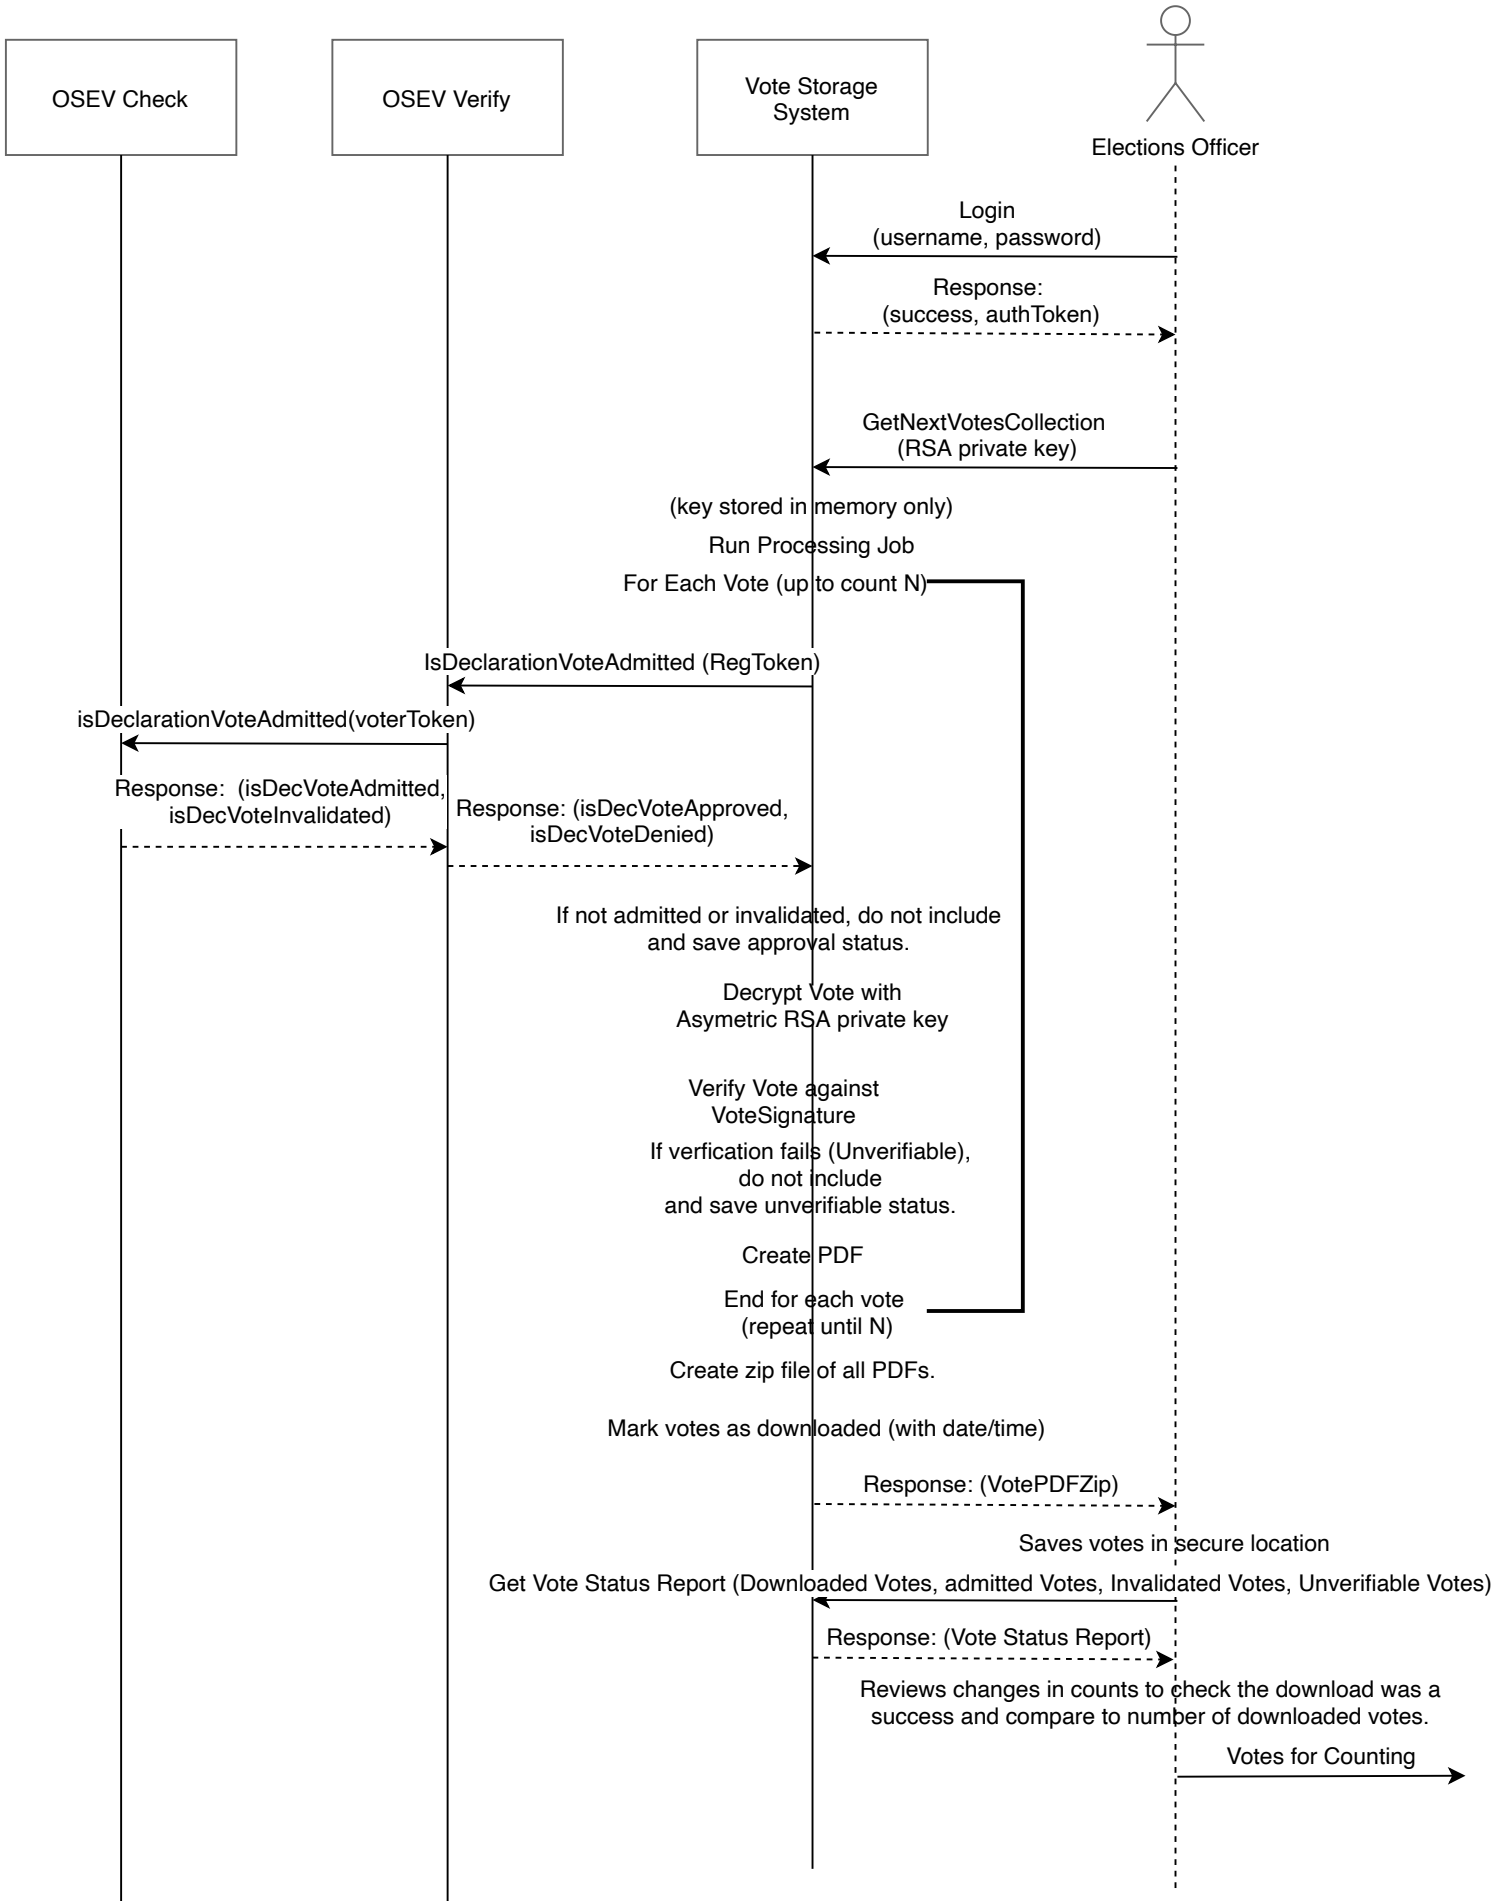 OSEV Check
OSEV Verify
Vote Storage
System
Elections Officer
Login
(username, password)
Response:
(success, authToken)
GetNextVotesCollection
(RSA private key)
(key stored in memory only)
Run Processing Job
For Each Vote (up to count N)
IsDeclarationVoteAdmitted (RegToken)
isDeclarationVoteAdmitted(voterToken)
Response:  (isDecVoteAdmitted,
isDecVoteInvalidated)
Response: (isDecVoteApproved,
isDecVoteDenied)
If not admitted or invalidated, do not include
and save approval status.
Decrypt Vote with
Asymetric RSA private key
Verify Vote against
VoteSignature
If verfication fails (Unverifiable),
do not include
and save unverifiable status.
Create PDF
End for each vote
(repeat until N)
Create zip file of all PDFs.
Mark votes as downloaded (with date/time)
Response: (VotePDFZip)
Saves votes in secure location
Get Vote Status Report (Downloaded Votes, admitted Votes, Invalidated Votes, Unverifiable Votes)
Response: (Vote Status Report)
Reviews changes in counts to check the download was a
success and compare to number of downloaded votes.
Votes for Counting